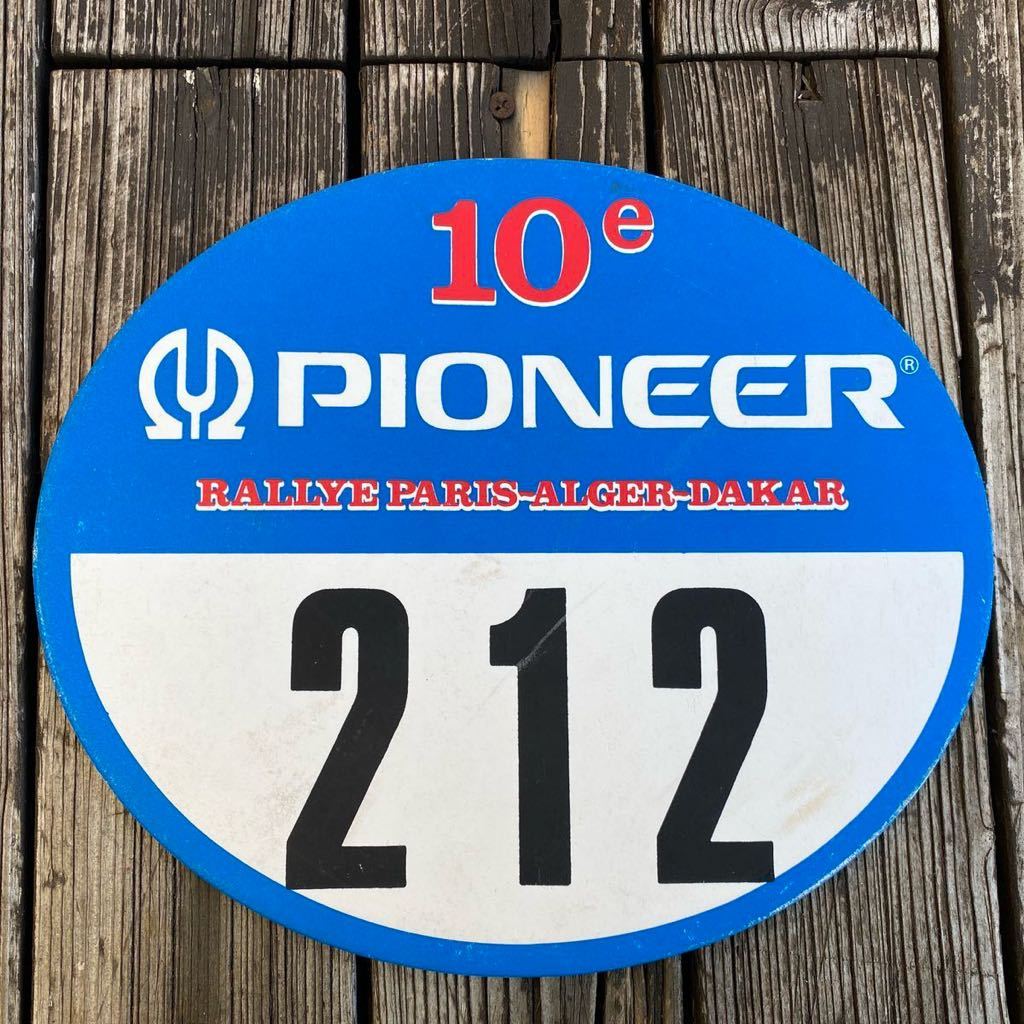 10e
PIONEER®
RALLYE PARIS-ALGER-DAKAR
212